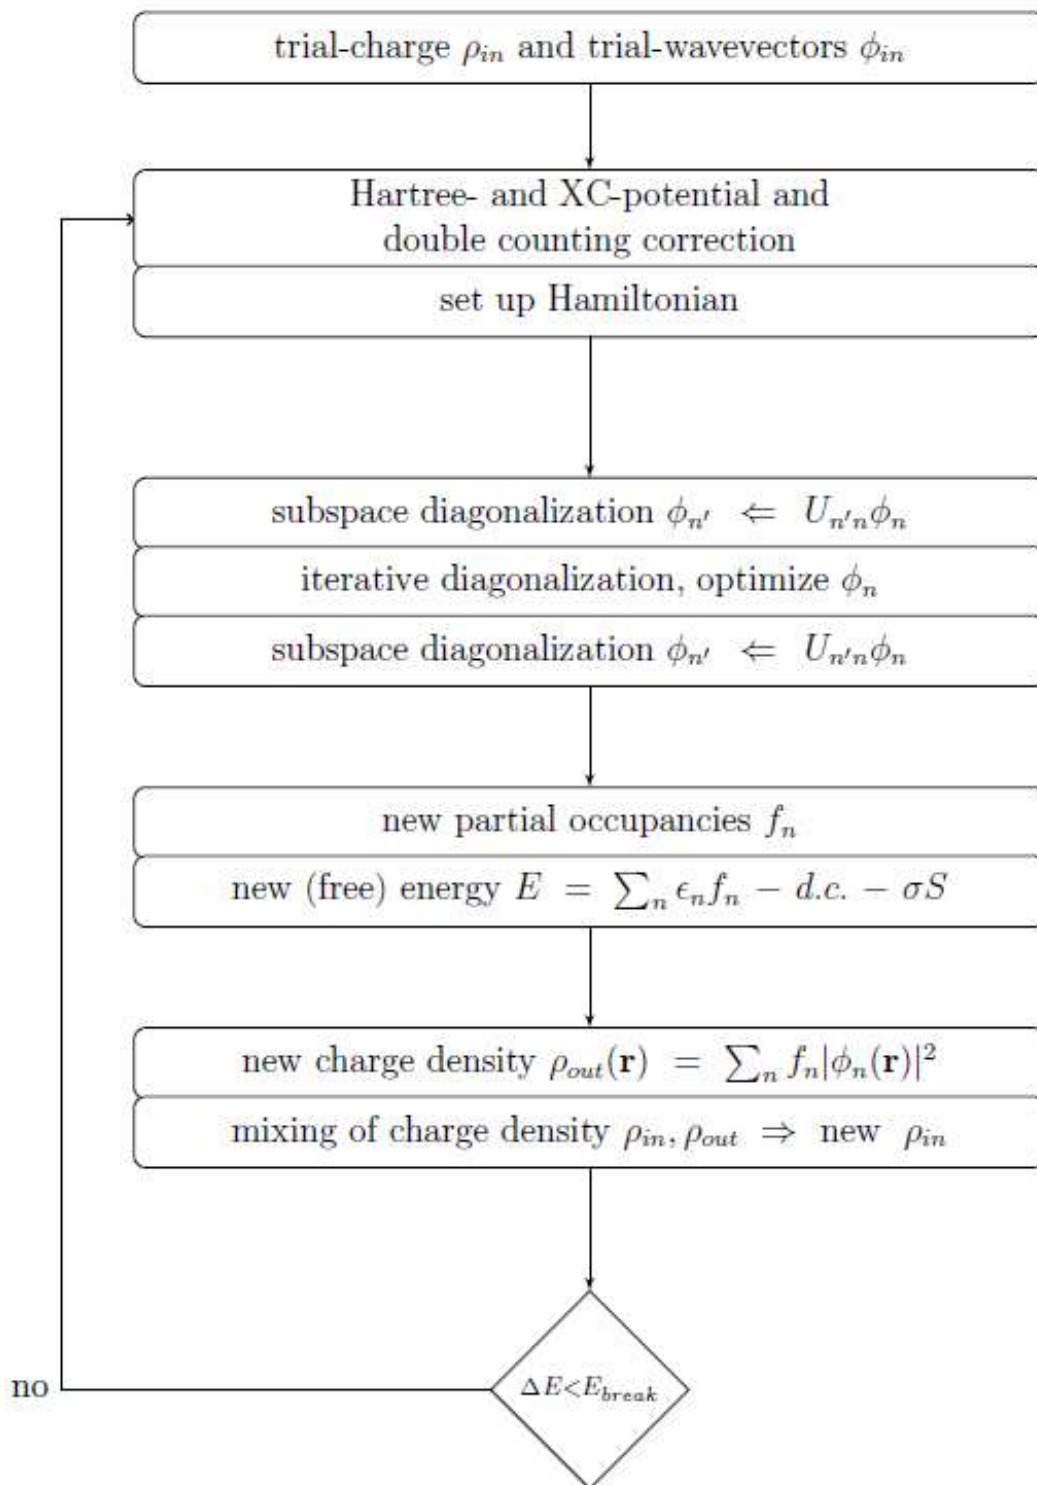 trial-charge ρ_in and trial-wavevectors ϕ_in
Hartree- and XC-potential and
double counting correction
set up Hamiltonian
subspace diagonalization ϕ_n′ ⇐ U_n′n ϕ_n
iterative diagonalization, optimize ϕ_n
subspace diagonalization ϕ_n′ ⇐ U_n′n ϕ_n
new partial occupancies f_n
new (free) energy E = ∑_n ϵ_n f_n − d.c. − σS
new charge density ρ_out(r) = ∑_n f_n|ϕ_n(r)|²
mixing of charge density ρ_in, ρ_out ⇒ new ρ_in
no
ΔE<E_break